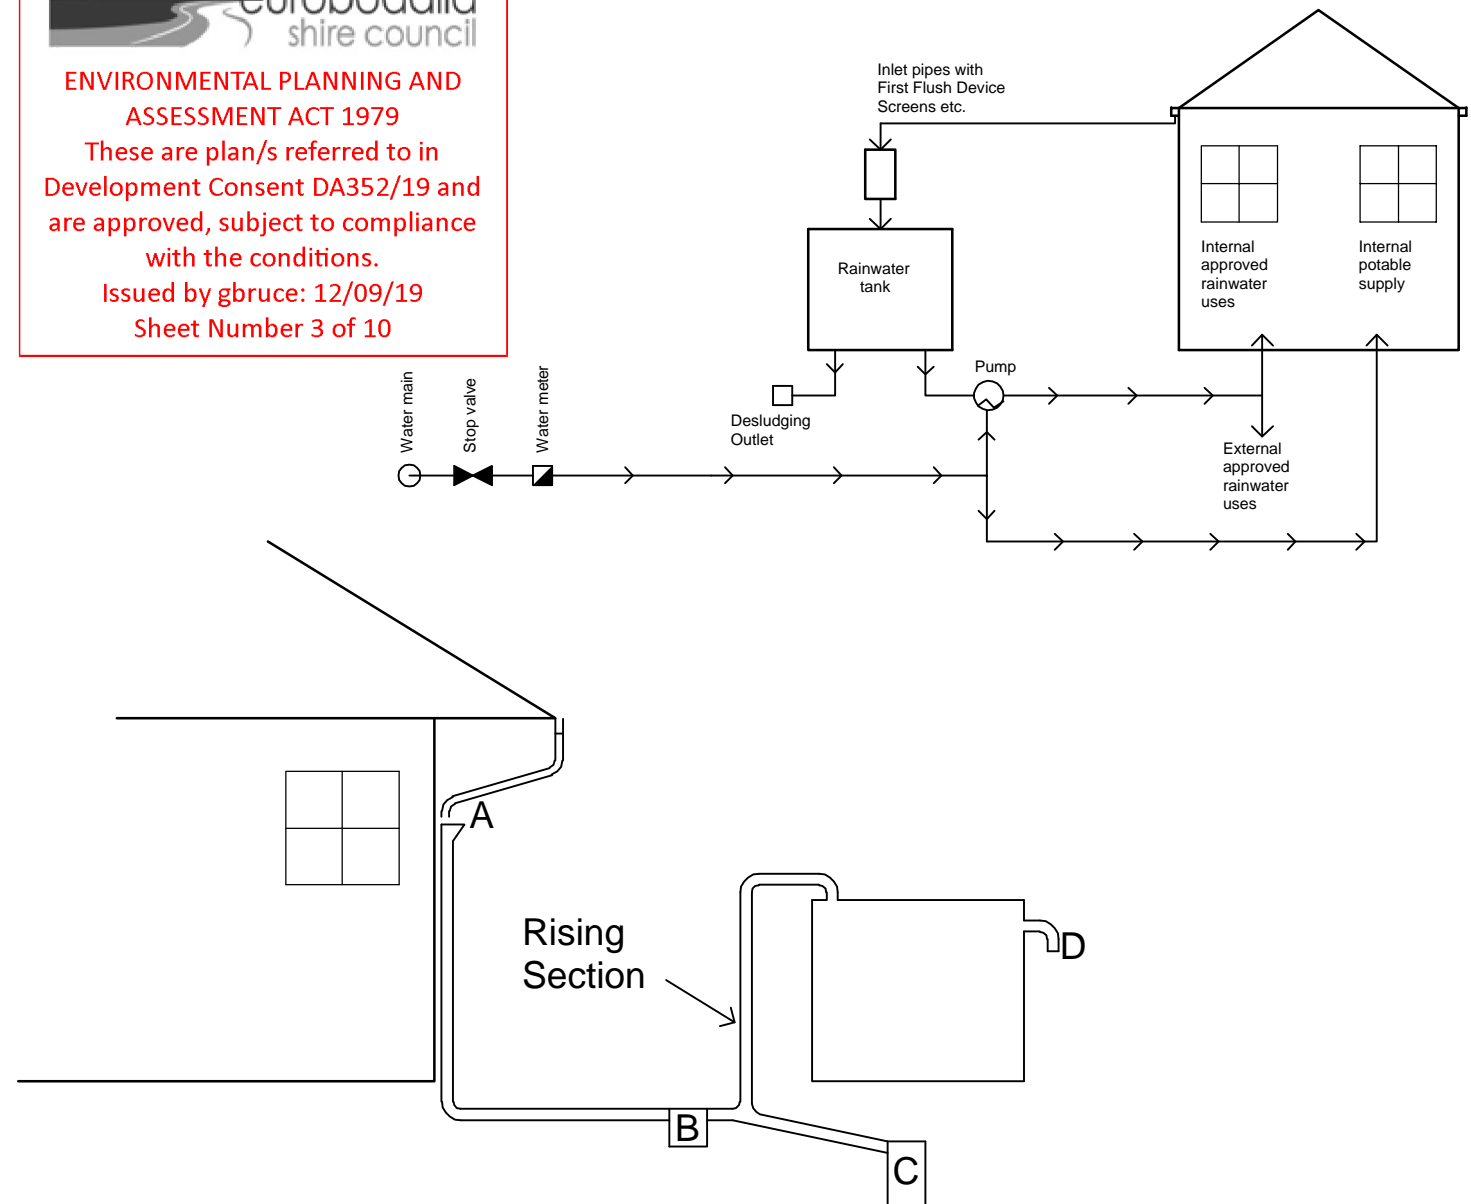 eurobodalla
shire council
ENVIRONMENTAL PLANNING AND
ASSESSMENT ACT 1979
These are plan/s referred to in
Development Consent DA352/19 and
are approved, subject to compliance
with the conditions.
Issued by gbruce: 12/09/19
Sheet Number 3 of 10
Inlet pipes with
First Flush Device
Screens etc.
Rainwater
tank
Internal
approved
rainwater
uses
Internal
potable
supply
Pump
Desludging
Outlet
External
approved
rainwater
uses
Water main
Stop valve
Water meter
A
Rising
Section
D
B
C